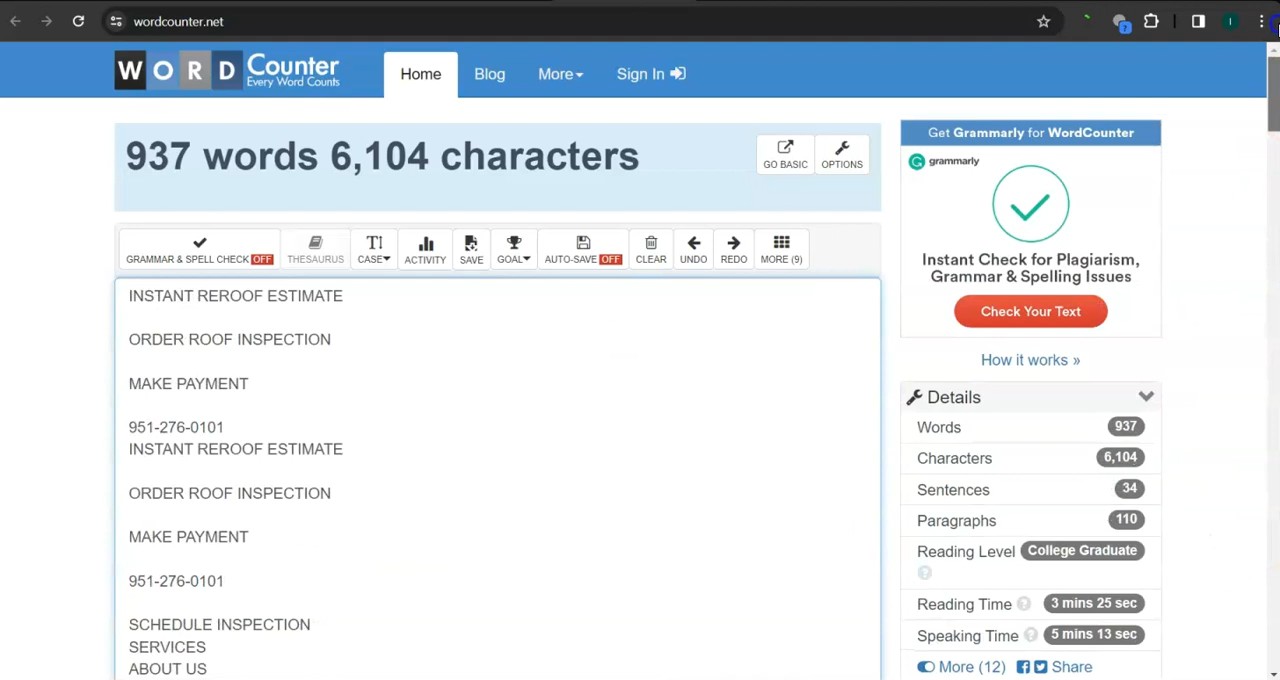 wordcounter.net
WORD Counter
Every Word Counts
Home
Blog
More
Sign In
937 words 6,104 characters
GO BASIC
OPTIONS
Get Grammarly for WordCounter
grammarly
Instant Check for Plagiarism,
Grammar & Spelling Issues
Check Your Text
How it works »
GRAMMAR & SPELL CHECK OFF
THESAURUS
CASE
ACTIVITY
SAVE
GOAL
AUTO-SAVE OFF
CLEAR
UNDO
REDO
MORE (9)
INSTANT REROOF ESTIMATE
ORDER ROOF INSPECTION
MAKE PAYMENT
951-276-0101
INSTANT REROOF ESTIMATE
ORDER ROOF INSPECTION
MAKE PAYMENT
951-276-0101
SCHEDULE INSPECTION
SERVICES
ABOUT US
Details
Words 937
Characters 6,104
Sentences 34
Paragraphs 110
Reading Level College Graduate
?
Reading Time ? 3 mins 25 sec
Speaking Time ? 5 mins 13 sec
More (12) Share